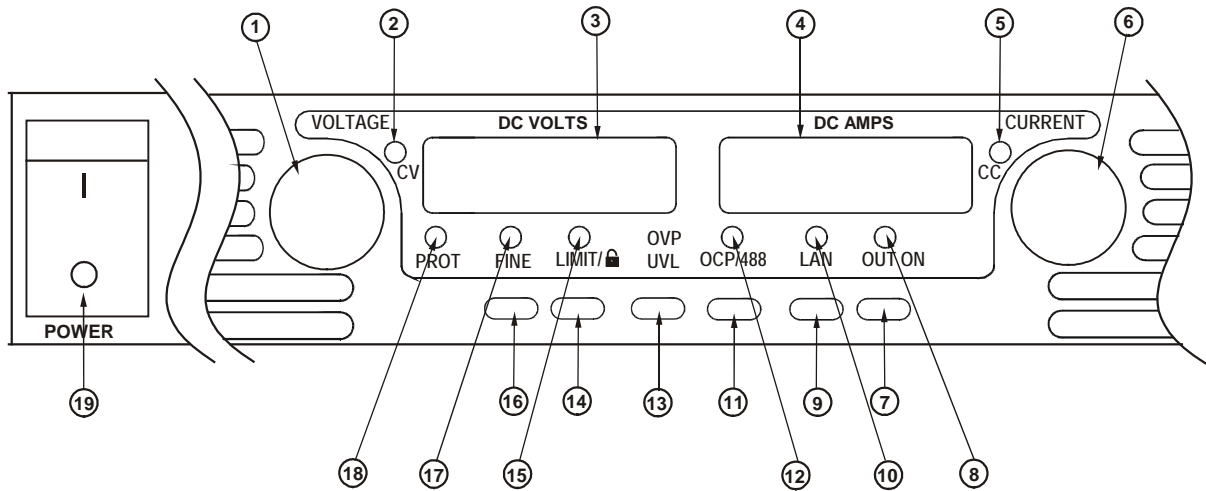 1 2 3 4 5 6
VOLTAGE DC VOLTS DC AMPS CURRENT
CV CC
I
OVP
PROT FINE LIMIT/🔒 UVL OCP/488 LAN OUT ON
POWER
19 16 14 13 11 9 7
18 17 15 12 10 8